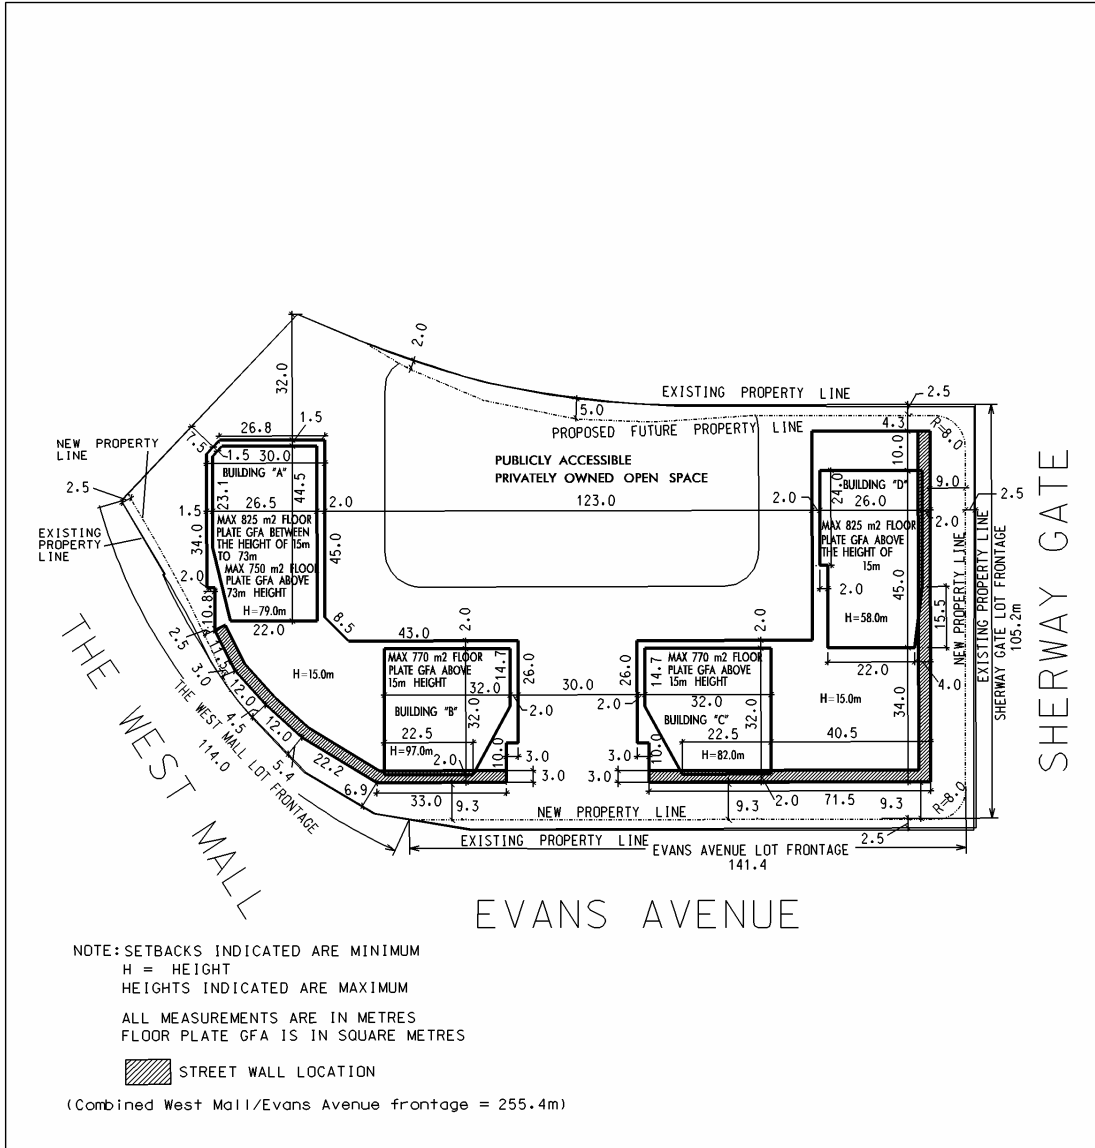 2.0
32.0
EXISTING PROPERTY LINE
2.5
5.0
1.5
26.8
PROPOSED FUTURE PROPERTY LINE
4.3
R=8.0
7.5
NEW PROPERTY
LINE
1.5 30.0
10.0
PUBLICLY ACCESSIBLE
PRIVATELY OWNED OPEN SPACE
BUILDING "A"
44.5
23.1
BUILDING "D"
24.0
9.0
2.5
26.5
2.0
123.0
2.0
26.0
2.5
1.5
2.0
MAX 825 m2 FLOOR
PLATE GFA BETWEEN
THE HEIGHT OF 15m
TO 73m
MAX 750 m2 FLOOR
PLATE GFA ABOVE
73m HEIGHT
H=79.0m
MAX 825 m2 FLOOR
PLATE GFA ABOVE
THE HEIGHT OF
15m
EXISTING
PROPERTY
LINE
34.0
45.0
2.0
10.8
2.0
45.0
15.5
H=58.0m
22.0
8.5
43.0
2.0
2.0
NEW PROPERTY LINE
EXISTING PROPERTY LINE
SHERWAY GATE LOT FRONTAGE
105.2m
SHERWAY GATE
2.5
11.5
3.0
12.0
4.5
12.0
5.4
22.2
6.9
H=15.0m
MAX 770 m2 FLOOR
PLATE GFA ABOVE
15m HEIGHT
14.7
26.0
32.0
30.0
2.0
2.0
BUILDING "B"
32.0
22.5
H=97.0m
2.0
10.0
3.0
3.0
26.0
14.7
MAX 770 m2 FLOOR
PLATE GFA ABOVE
15m HEIGHT
32.0
BUILDING "C"
32.0
22.5
H=82.0m
10.0
3.0
3.0
22.0
4.0
H=15.0m
34.0
40.5
33.0
9.3
NEW PROPERTY LINE
9.3
2.0
71.5
9.3
R=8.0
EXISTING PROPERTY LINE
EVANS AVENUE LOT FRONTAGE
141.4
2.5
THE WEST MALL LOT FRONTAGE
114.0
THE WEST MALL
EVANS AVENUE
NOTE: SETBACKS INDICATED ARE MINIMUM
H = HEIGHT
HEIGHTS INDICATED ARE MAXIMUM
ALL MEASUREMENTS ARE IN METRES
FLOOR PLATE GFA IS IN SQUARE METRES
STREET WALL LOCATION
(Combined West Mall/Evans Avenue frontage = 255.4m)